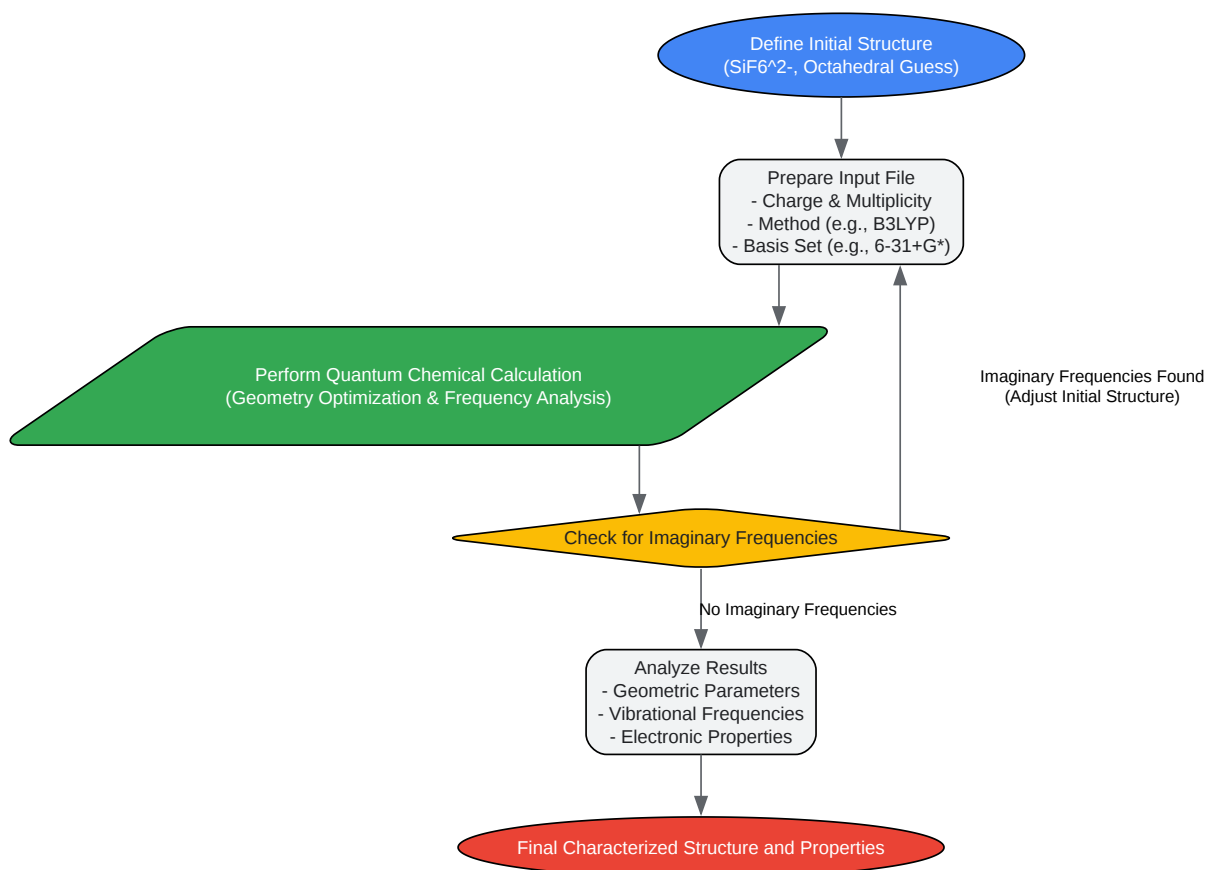 Define Initial Structure
(SiF6^2-, Octahedral Guess)
Prepare Input File
- Charge & Multiplicity
- Method (e.g., B3LYP)
- Basis Set (e.g., 6-31+G*)
Perform Quantum Chemical Calculation
(Geometry Optimization & Frequency Analysis)
Imaginary Frequencies Found
(Adjust Initial Structure)
Check for Imaginary Frequencies
No Imaginary Frequencies
Analyze Results
- Geometric Parameters
- Vibrational Frequencies
- Electronic Properties
Final Characterized Structure and Properties